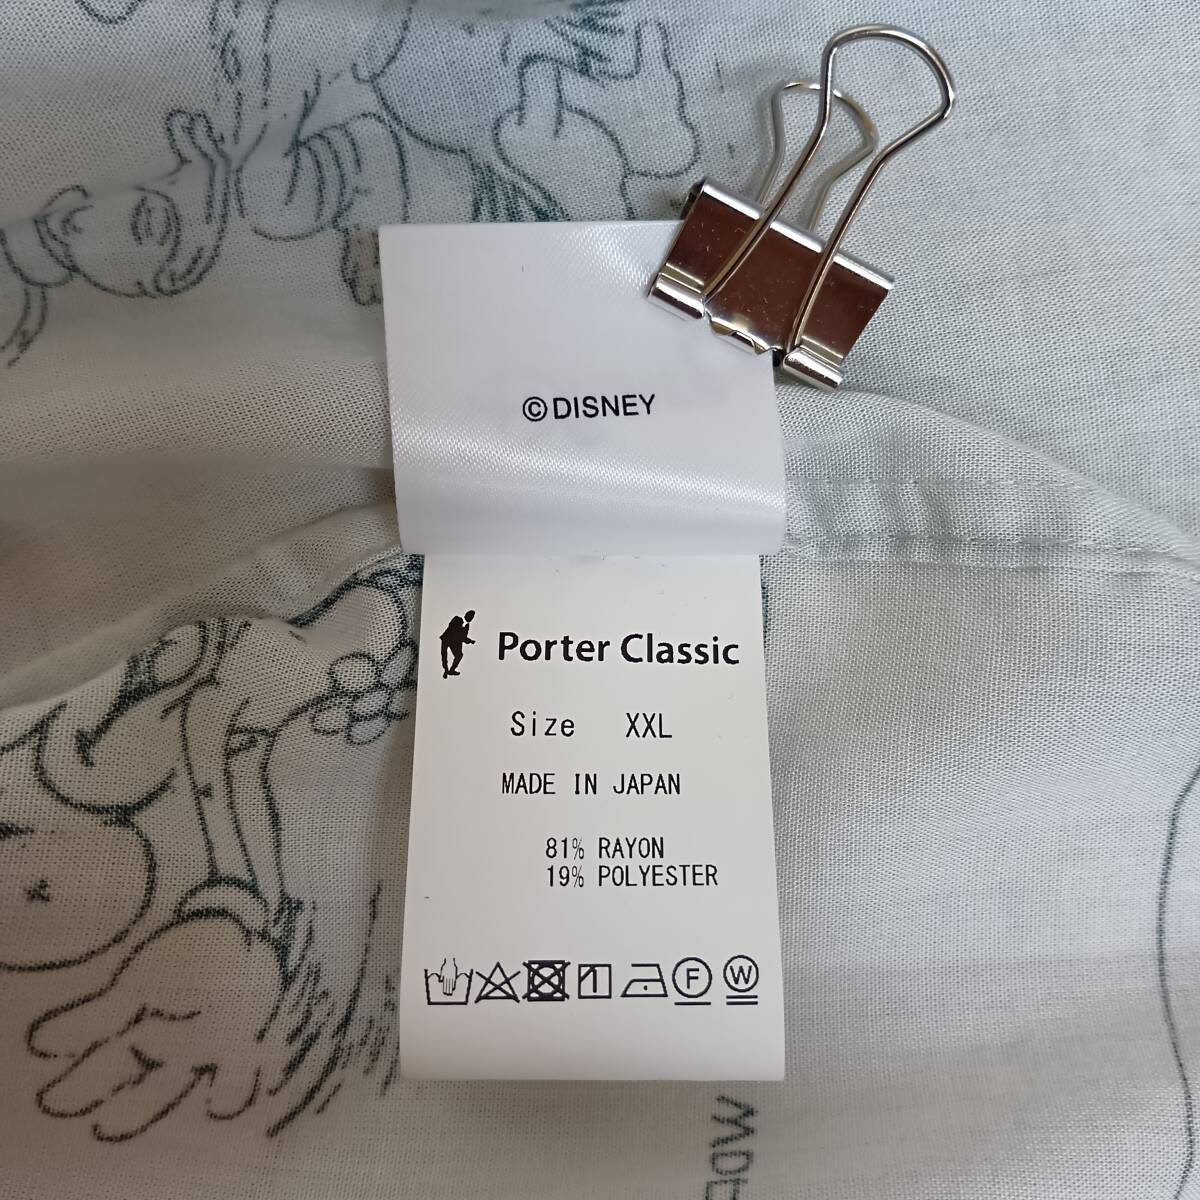 ©DISNEY
Porter Classic
Size XXL
MADE IN JAPAN
81% RAYON
19% POLYESTER
F W